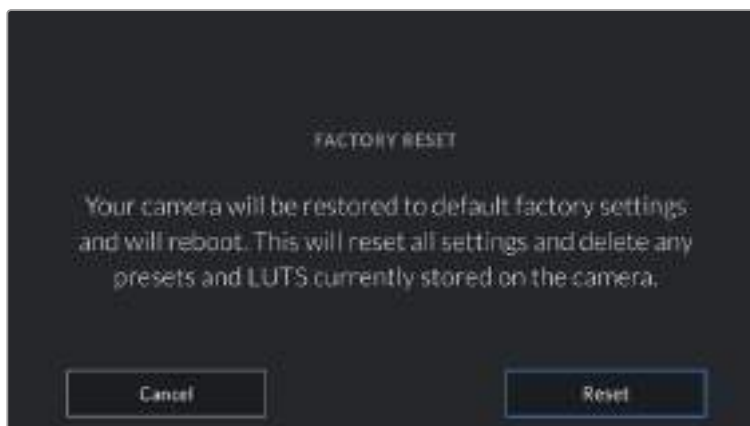 FACTORY RESET
Your camera will be restored to default factory settings
and will reboot. This will reset all settings and delete any
presets and LUTS currently stored on the camera.
Cancel
Reset